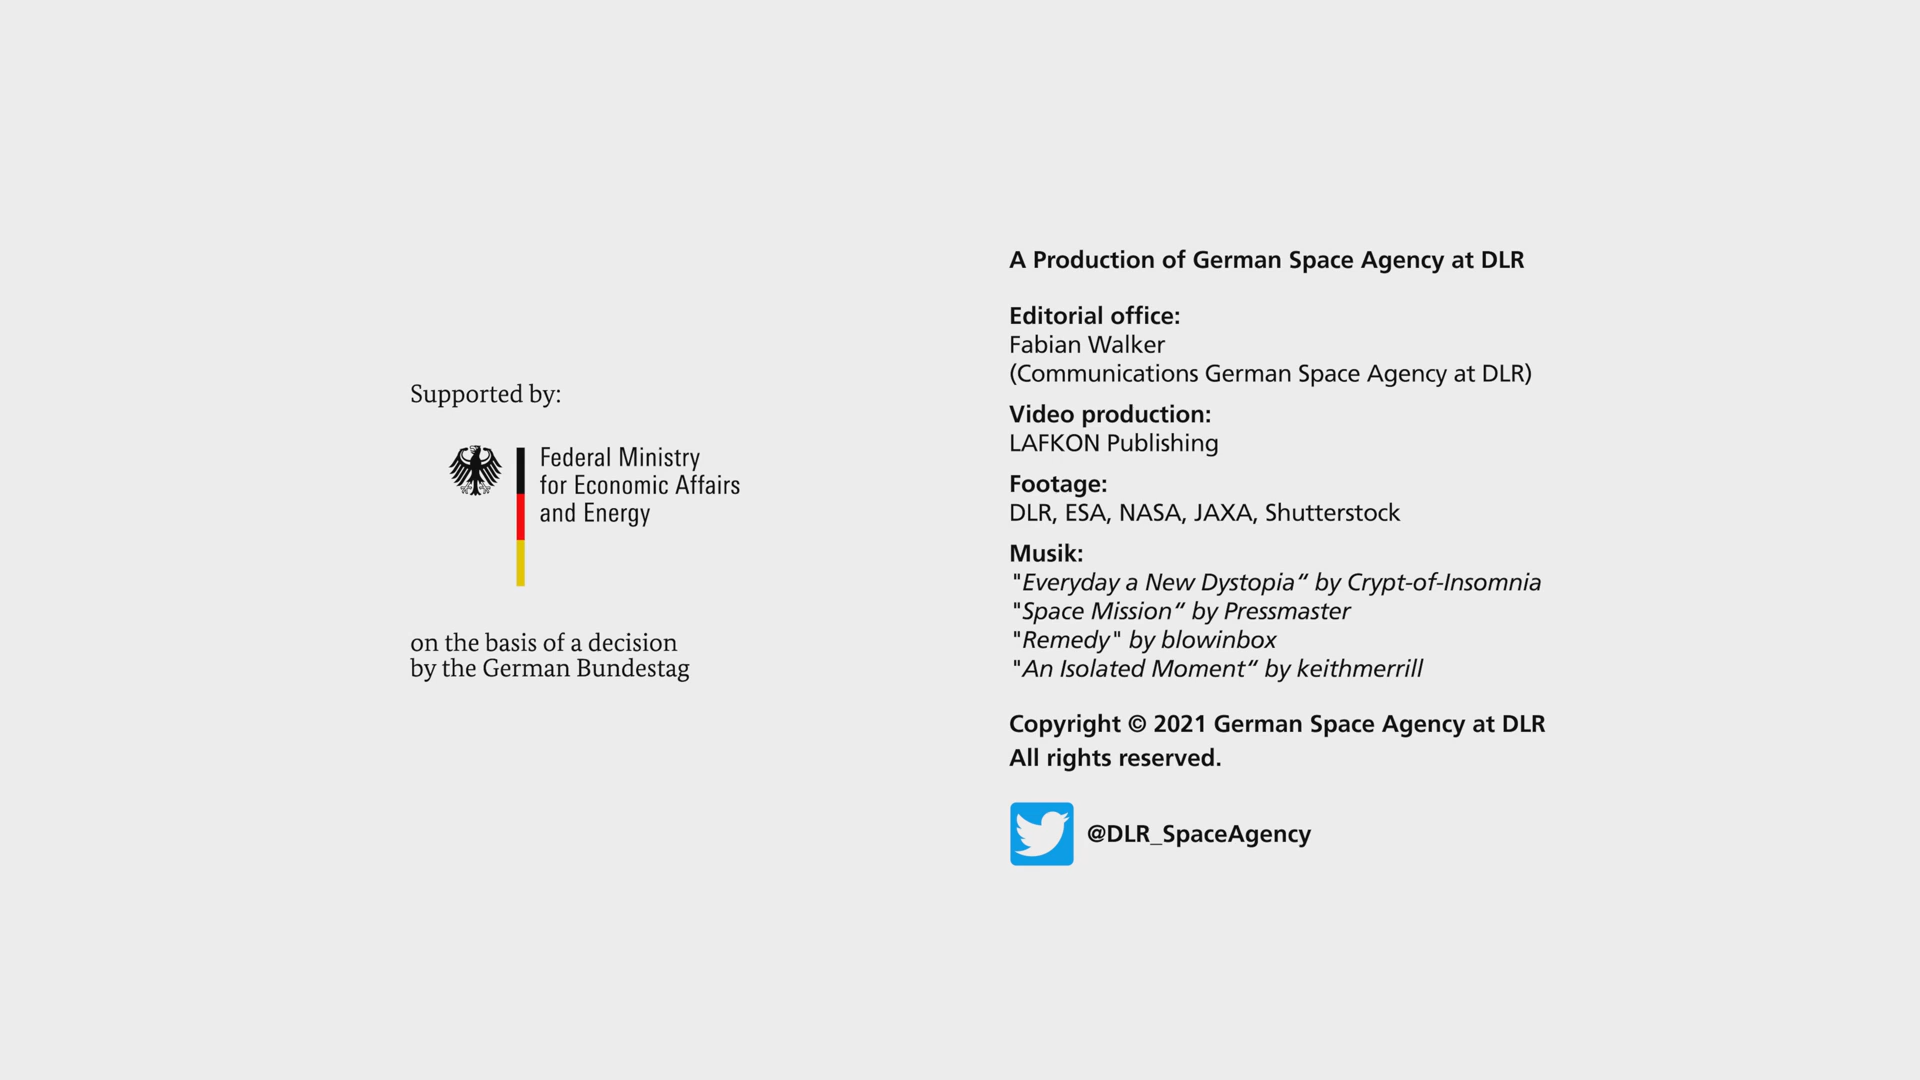 Supported by:
Federal Ministry
for Economic Affairs
and Energy
on the basis of a decision
by the German Bundestag
A Production of German Space Agency at DLR
Editorial office:
Fabian Walker
(Communications German Space Agency at DLR)
Video production:
LAFKON Publishing
Footage:
DLR, ESA, NASA, JAXA, Shutterstock
Musik:
"Everyday a New Dystopia“ by Crypt-of-Insomnia
"Space Mission“ by Pressmaster
"Remedy" by blowinbox
"An Isolated Moment“ by keithmerrill
Copyright © 2021 German Space Agency at DLR
All rights reserved.
@DLR_SpaceAgency